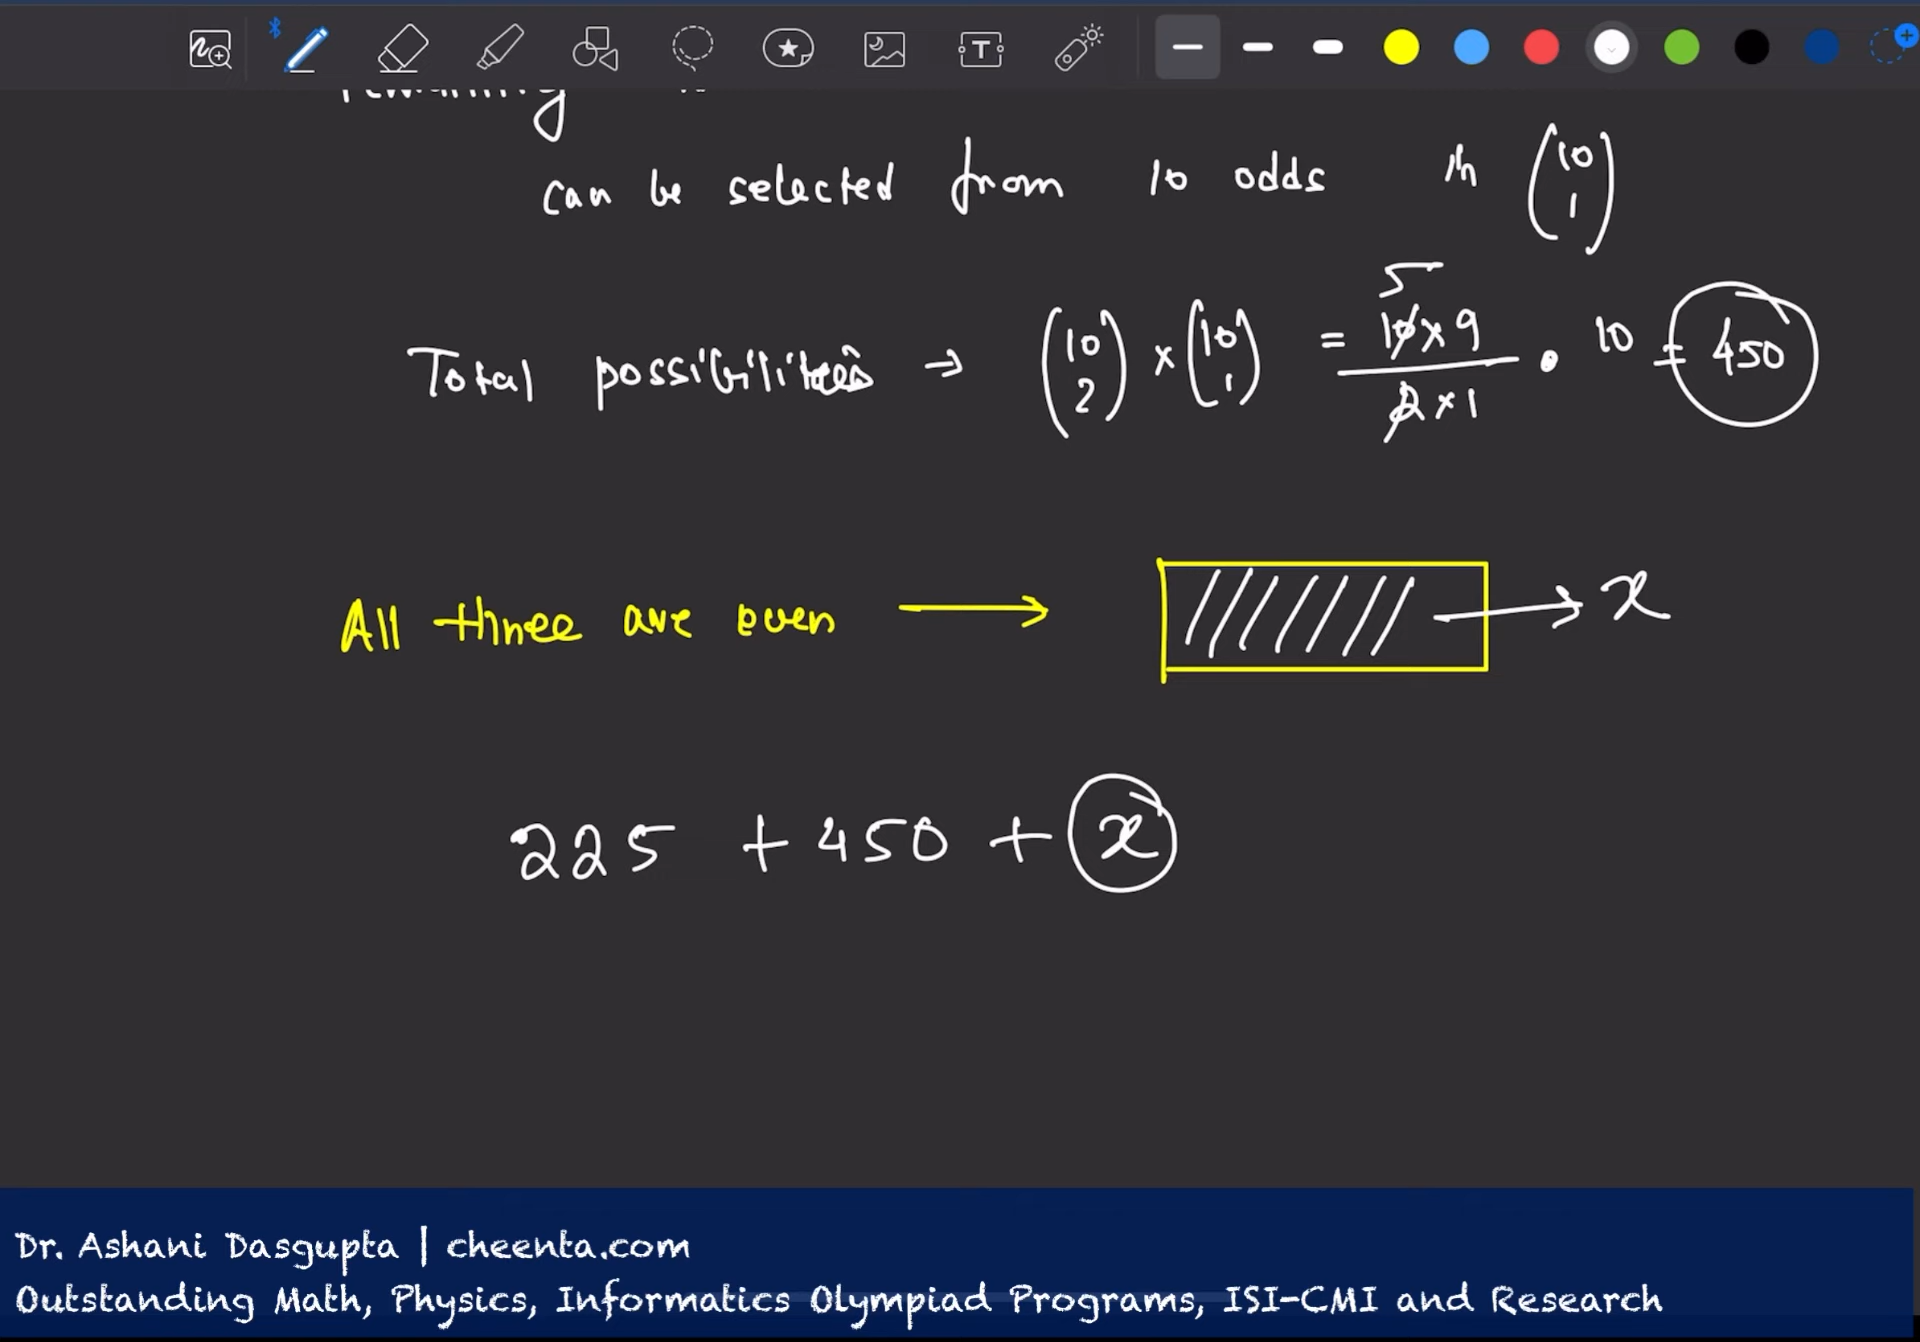 can be selected from 10 odds in (10 1)
Total possibilities → (10 2) × (10 1) = 5 10×9 / 2×1 • 10 = 450
All three are even → x
225 + 450 + x
Dr. Ashani Dasgupta | cheenta.com
Outstanding Math, Physics, Informatics Olympiad Programs, ISI-CMI and Research